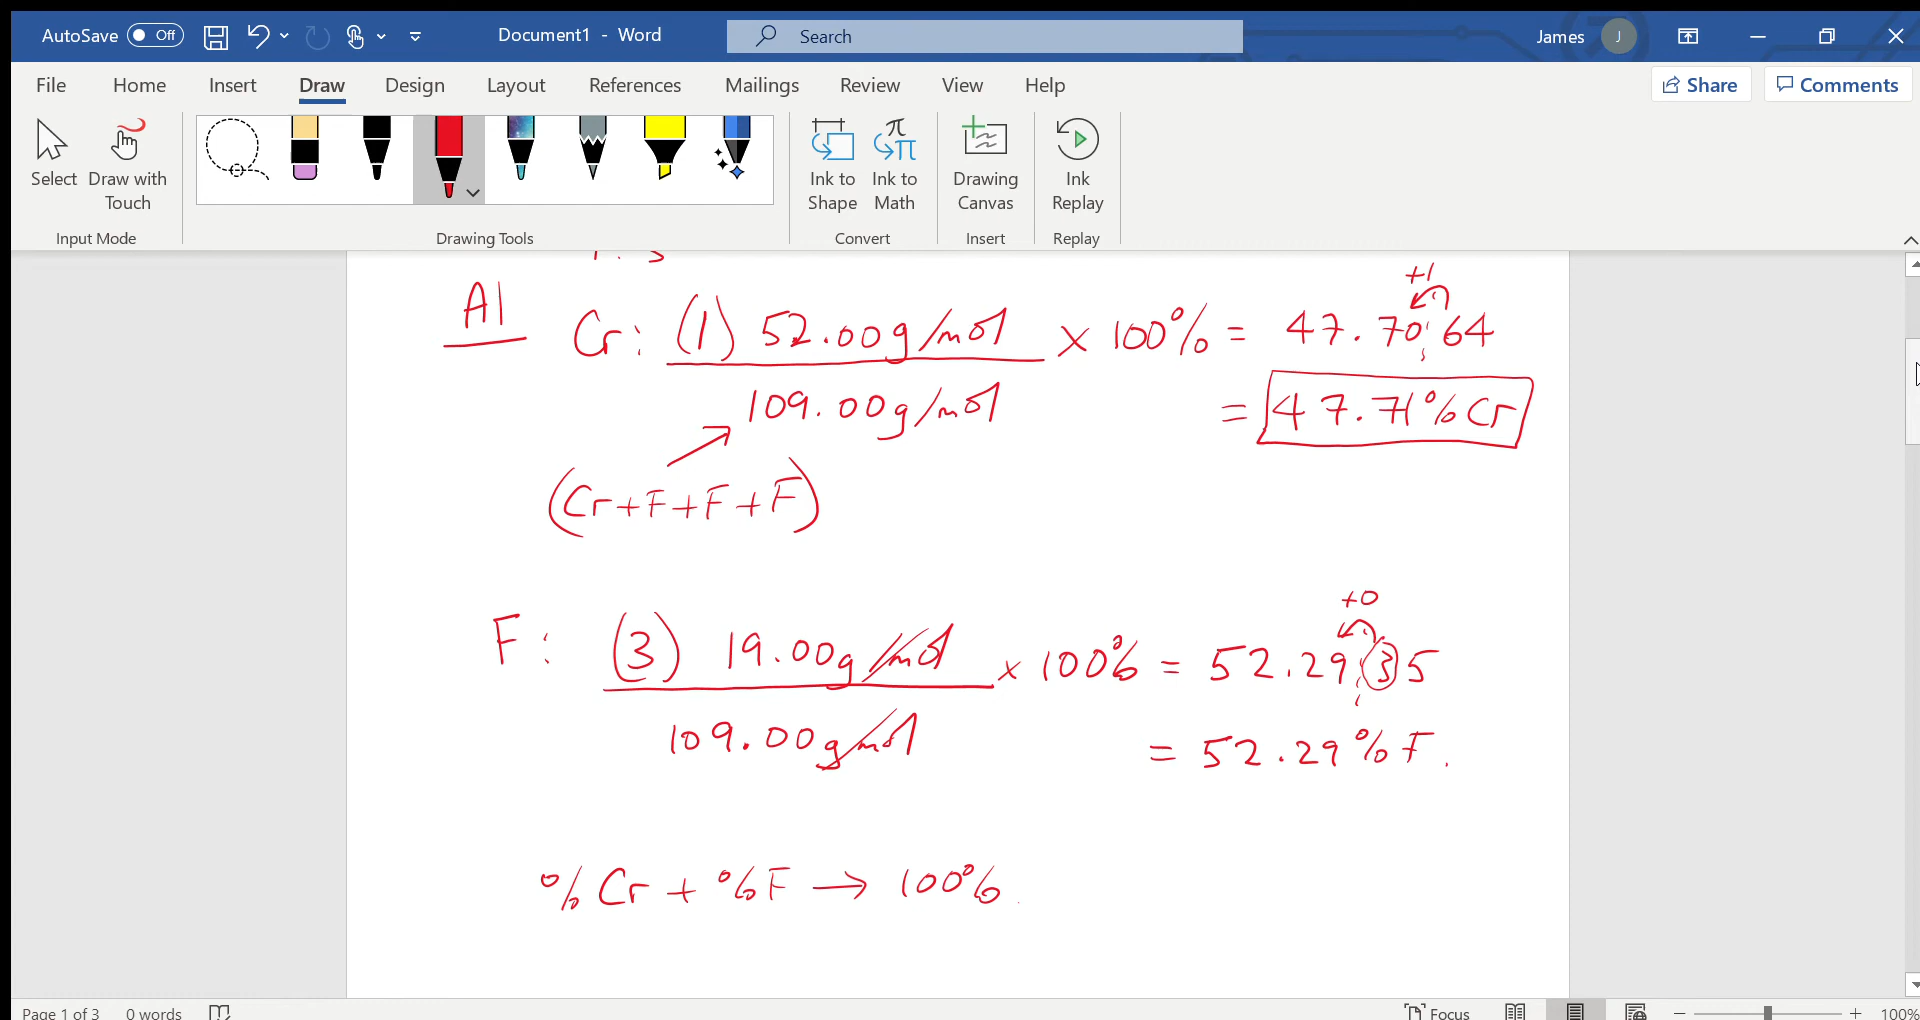 AutoSave Off Document1 - Word Search James J
File Home Insert Draw Design Layout References Mailings Review View Help Share Comments
Select Draw with Touch Ink to Shape Ink to Math Drawing Canvas Ink Replay
Input Mode Drawing Tools Convert Insert Replay
+1
A1 Cr: (1) 52.00g/mol × 100% = 47.7064
109.00g/mol = 47.71% Cr
(Cr+F+F+F)
+0
F: (3) 19.00g/mol × 100% = 52.2935
109.00g/mol = 52.29% F.
% Cr + % F → 100%
Page 1 of 3 0 words Focus 100%